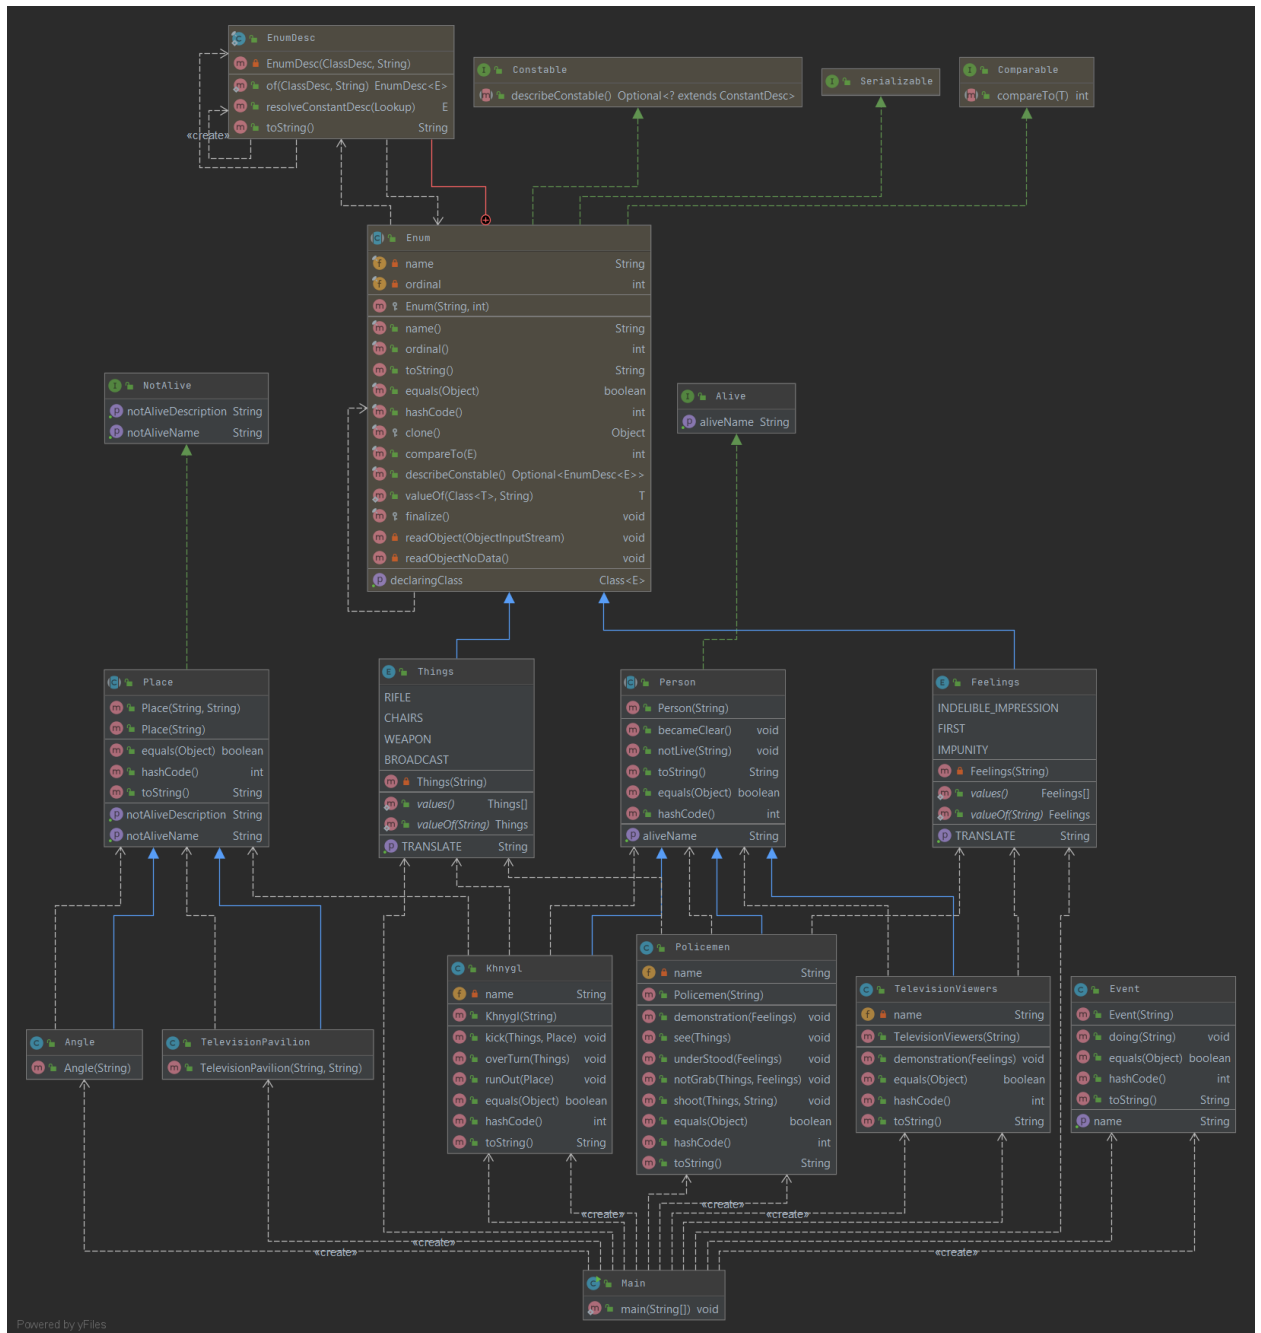 EnumDesc
EnumDesc(ClassDesc, String)
of(ClassDesc, String) EnumDesc<E>
resolveConstantDesc(Lookup) E
toString() String
«create»
Constable
describeConstable() Optional<? extends ConstantDesc>
Serializable
Comparable
compareTo(T) int
Enum
name String
ordinal int
Enum(String, int)
name() String
ordinal() int
toString() String
equals(Object) boolean
hashCode() int
clone() Object
compareTo(E) int
describeConstable() Optional<EnumDesc<E>>
valueOf(Class<T>, String) T
finalize() void
readObject(ObjectInputStream) void
readObjectNoData() void
declaringClass Class<E>
NotAlive
notAliveDescription String
notAliveName String
Alive
aliveName String
Place
Place(String, String)
Place(String)
equals(Object) boolean
hashCode() int
toString() String
notAliveDescription String
notAliveName String
Things
RIFLE
CHAIRS
WEAPON
BROADCAST
Things(String)
values() Things[]
valueOf(String) Things
TRANSLATE String
Person
Person(String)
becameClear() void
notLive(String) void
toString() String
equals(Object) boolean
hashCode() int
aliveName String
Feelings
INDELIBLE_IMPRESSION
FIRST
IMPUNITY
Feelings(String)
values() Feelings[]
valueOf(String) Feelings
TRANSLATE String
Angle
Angle(String)
TelevisionPavilion
TelevisionPavilion(String, String)
Khnygl
name String
Khnygl(String)
kick(Things, Place) void
overTurn(Things) void
runOut(Place) void
equals(Object) boolean
hashCode() int
toString() String
Policemen
name String
Policemen(String)
demonstration(Feelings) void
see(Things) void
underStood(Feelings) void
notGrab(Things, Feelings) void
shoot(Things, String) void
equals(Object) boolean
hashCode() int
toString() String
TelevisionViewers
name String
TelevisionViewers(String)
demonstration(Feelings) void
equals(Object) boolean
hashCode() int
toString() String
Event
Event(String)
doing(String) void
equals(Object) boolean
hashCode() int
toString() String
name String
«create»
«create»
«create»
«create»
«create»
«create»
Main
main(String[]) void
Powered by yFiles